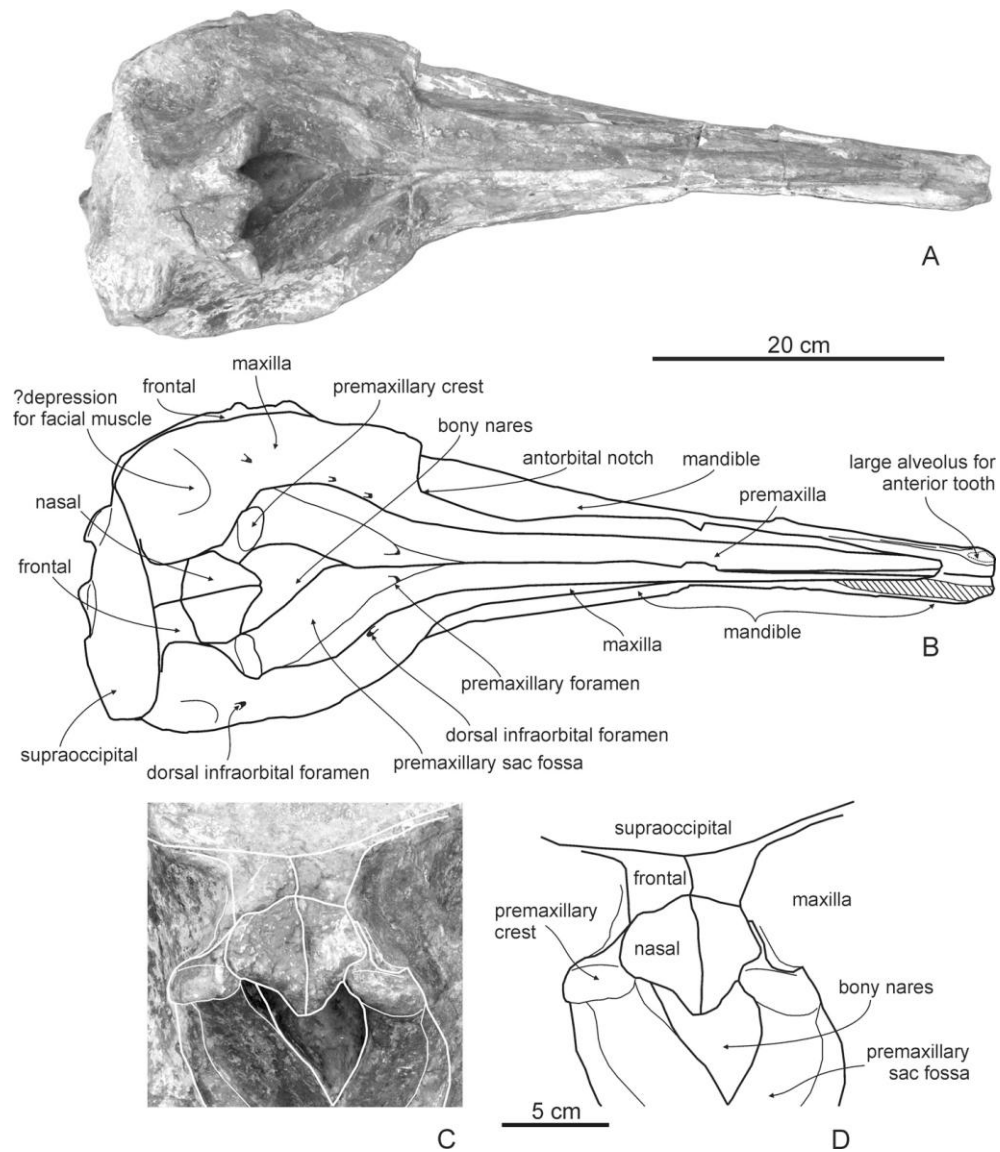 A
20 cm
maxilla
frontal
premaxillary crest
?depression
for facial muscle
bony nares
antorbital notch
mandible
large alveolus for
anterior tooth
premaxilla
nasal
frontal
mandible
B
maxilla
premaxillary foramen
dorsal infraorbital foramen
supraoccipital
dorsal infraorbital foramen
premaxillary sac fossa
supraoccipital
frontal
maxilla
premaxillary
crest
nasal
bony nares
premaxillary
sac fossa
5 cm
C
D